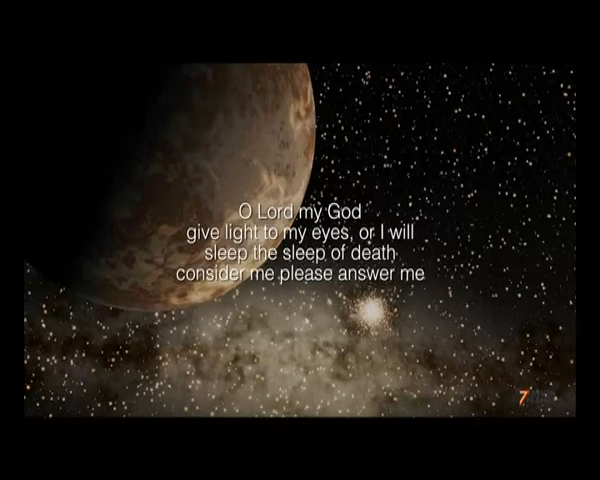 O Lord my God
give light to my eyes, or I will
sleep the sleep of death
consider me please answer me
7